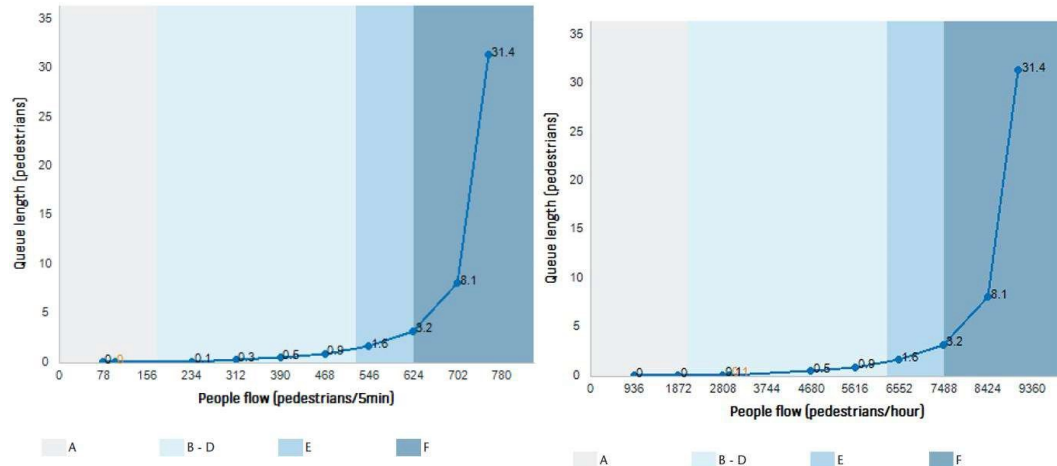 35
30
25
20
15
10
5
0
Queue length (pedestrians)
0 0 0.1 0.3 0.5 0.9 1.6 3.2 8.1 31.4
0 78 156 234 312 390 468 546 624 702 780
People flow (pedestrians/5min)
A B - D E F
35
30
25
20
15
10
5
0
Queue length (pedestrians)
0 0 0.1 0.5 0.9 1.6 3.2 8.1 31.4
0 936 1872 2808 3744 4680 5616 6552 7488 8424 9360
People flow (pedestrians/hour)
A B - D E F